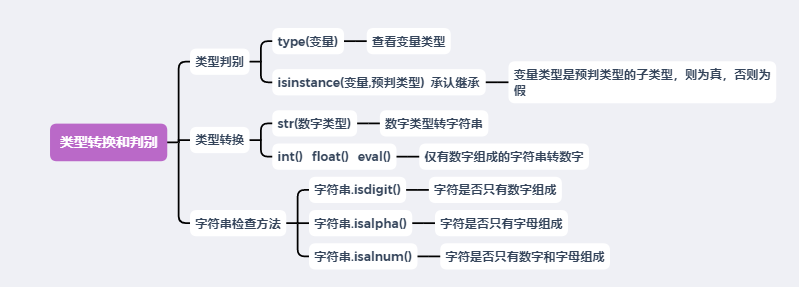 类型转换和判别
类型判别
type(变量)
查看变量类型
isinstance(变量,预判类型) 承认继承
变量类型是预判类型的子类型，则为真，否则为
假
类型转换
str(数字类型)
数字类型转字符串
int() float() eval()
仅有数字组成的字符串转数字
字符串检查方法
字符串.isdigit()
字符是否只有数字组成
字符串.isalpha()
字符是否只有字母组成
字符串.isalnum()
字符是否只有数字和字母组成